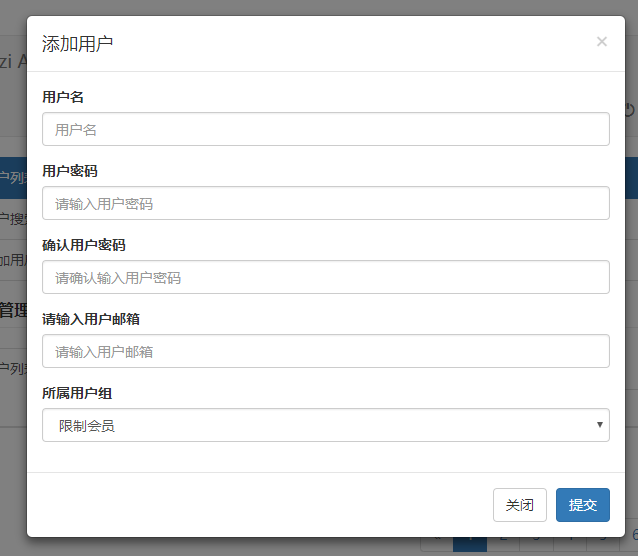 添加用户
×
用户名
用户名
用户密码
请输入用户密码
确认用户密码
请确认输入用户密码
请输入用户邮箱
请输入用户邮箱
所属用户组
限制会员
关闭 提交
zi A
管理